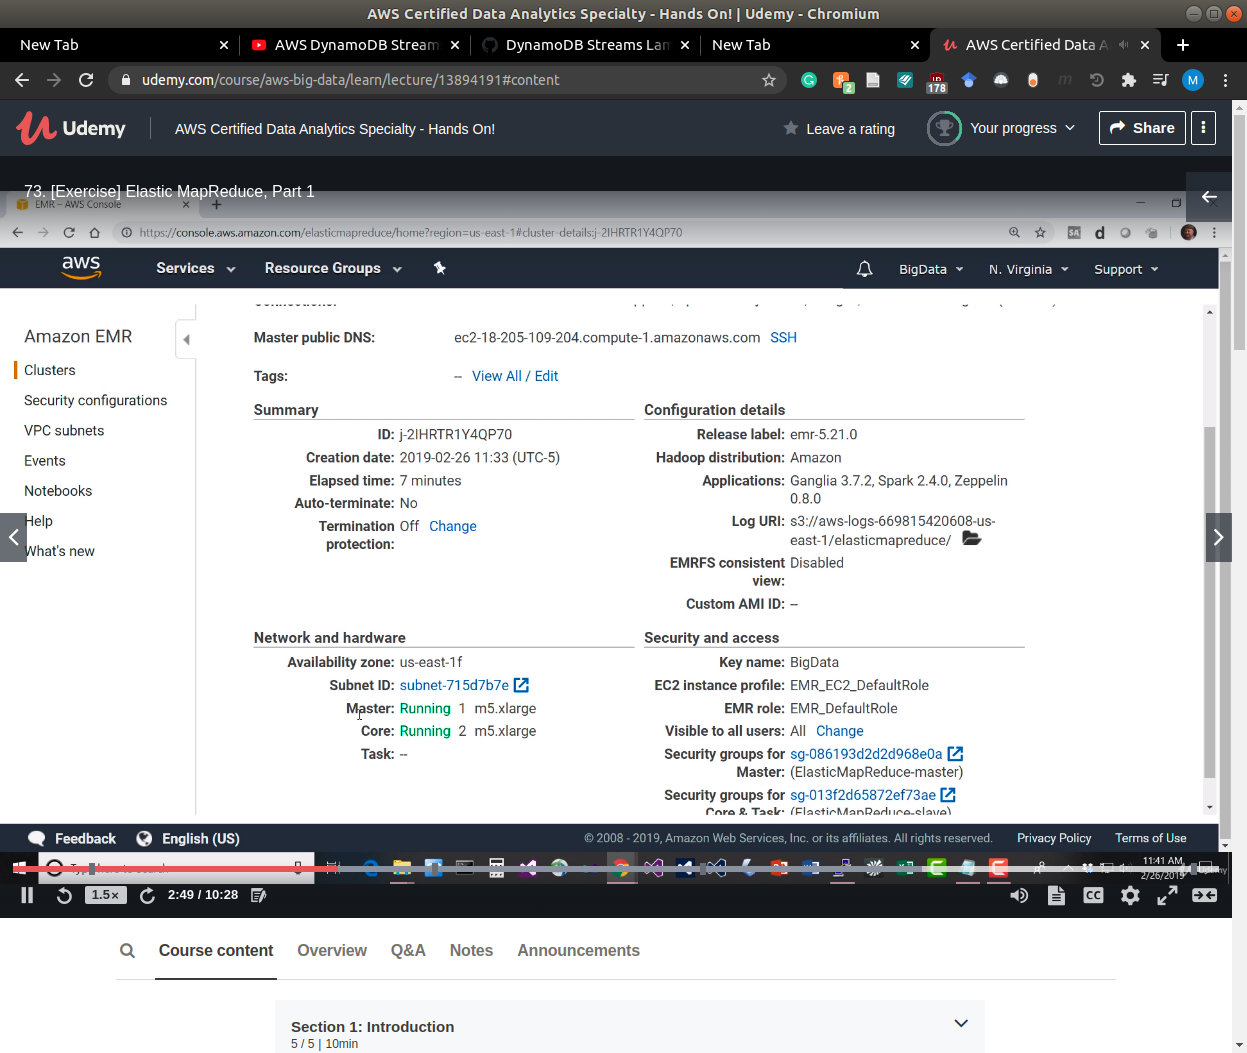 AWS Certified Data Analytics Specialty - Hands On! | Udemy - Chromium
New Tab
AWS DynamoDB Stream
DynamoDB Streams Lam
New Tab
AWS Certified Data A
udemy.com/course/aws-big-data/learn/lecture/13894191#content
2
178
M
Udemy
AWS Certified Data Analytics Specialty - Hands On!
Leave a rating
Your progress
Share
73. [Exercise] Elastic MapReduce, Part 1
EMR – AWS Console
https://console.aws.amazon.com/elasticmapreduce/home?region=us-east-1#cluster-details:j-2IHRTR1Y4QP70
aws
Services
Resource Groups
BigData
N. Virginia
Support
Amazon EMR
Clusters
Security configurations
VPC subnets
Events
Notebooks
Help
What's new
Connections:
Master public DNS: ec2-18-205-109-204.compute-1.amazonaws.com SSH
Tags: -- View All / Edit
Summary
ID: j-2IHRTR1Y4QP70
Creation date: 2019-02-26 11:33 (UTC-5)
Elapsed time: 7 minutes
Auto-terminate: No
Termination protection: Off Change
Configuration details
Release label: emr-5.21.0
Hadoop distribution: Amazon
Applications: Ganglia 3.7.2, Spark 2.4.0, Zeppelin
0.8.0
Log URI: s3://aws-logs-669815420608-us-
east-1/elasticmapreduce/
EMRFS consistent view: Disabled
Custom AMI ID: --
Network and hardware
Availability zone: us-east-1f
Subnet ID: subnet-715d7b7e
Master: Running 1 m5.xlarge
Core: Running 2 m5.xlarge
Task: --
Security and access
Key name: BigData
EC2 instance profile: EMR_EC2_DefaultRole
EMR role: EMR_DefaultRole
Visible to all users: All Change
Security groups for Master: sg-086193d2d2d968e0a
(ElasticMapReduce-master)
Security groups for Core & Task: sg-013f2d65872ef73ae
(ElasticMapReduce-slave)
Feedback
English (US)
© 2008 - 2019, Amazon Web Services, Inc. or its affiliates. All rights reserved.
Privacy Policy
Terms of Use
11:41 AM
2/26/2019
1.5×
2:49 / 10:28
CC
Course content
Overview
Q&A
Notes
Announcements
Section 1: Introduction
5 / 5 | 10min